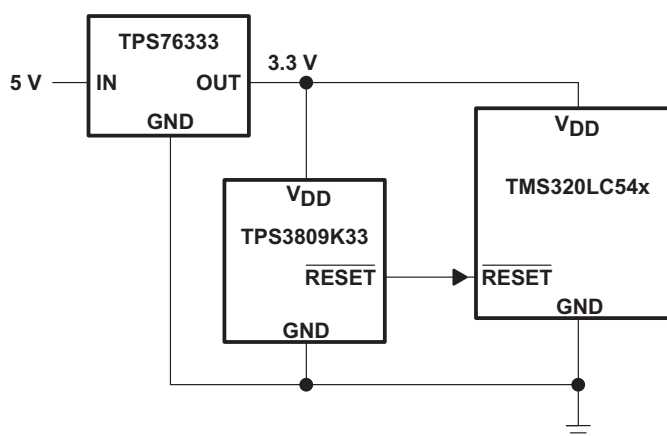 TPS76333
5 V
IN
OUT
3.3 V
GND
VDD
TPS3809K33
RESET
GND
VDD
TMS320LC54x
RESET
GND